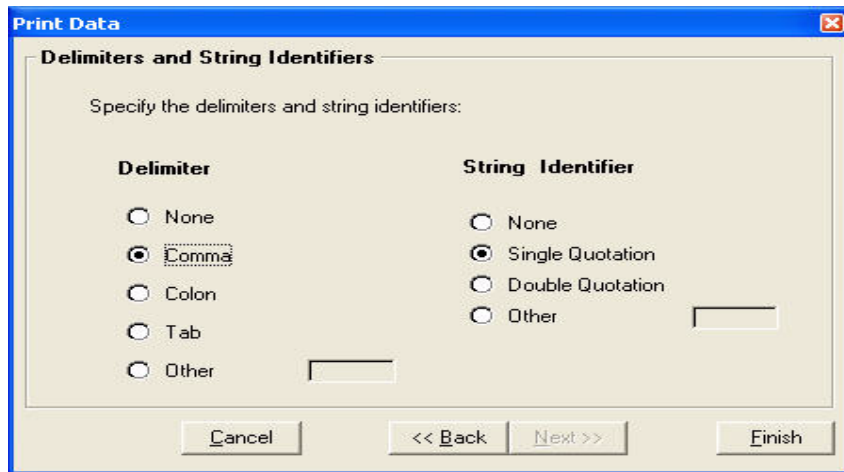 Print Data
Delimiters and String Identifiers
Specify the delimiters and string identifiers:
Delimiter
None
Comma
Colon
Tab
Other
String Identifier
None
Single Quotation
Double Quotation
Other
Cancel
<< Back
Next >>
Finish